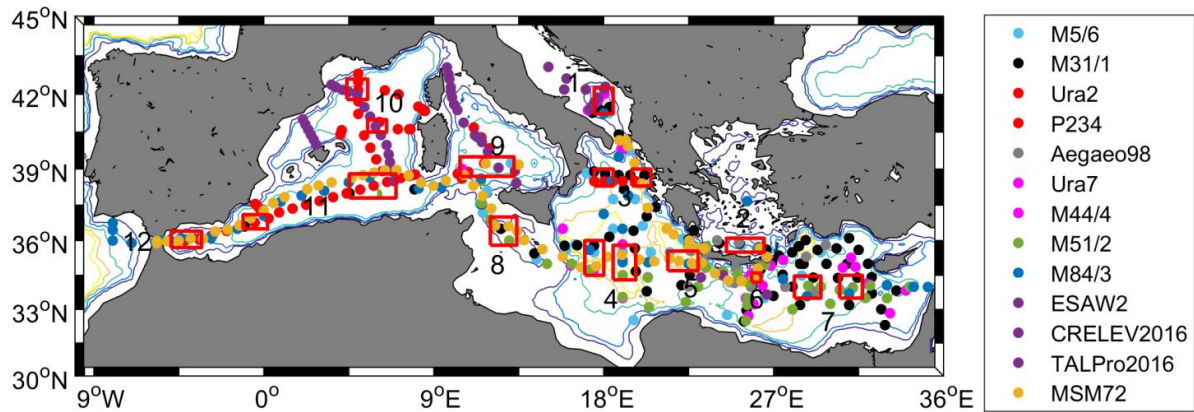 45°N
42°N
39°N
36°N
33°N
30°N
9°W
0°
9°E
18°E
27°E
36°E
1
2
3
4
5
6
7
8
9
10
11
12
M5/6
M31/1
Ura2
P234
Aegaeo98
Ura7
M44/4
M51/2
M84/3
ESAW2
CRELEV2016
TALPro2016
MSM72